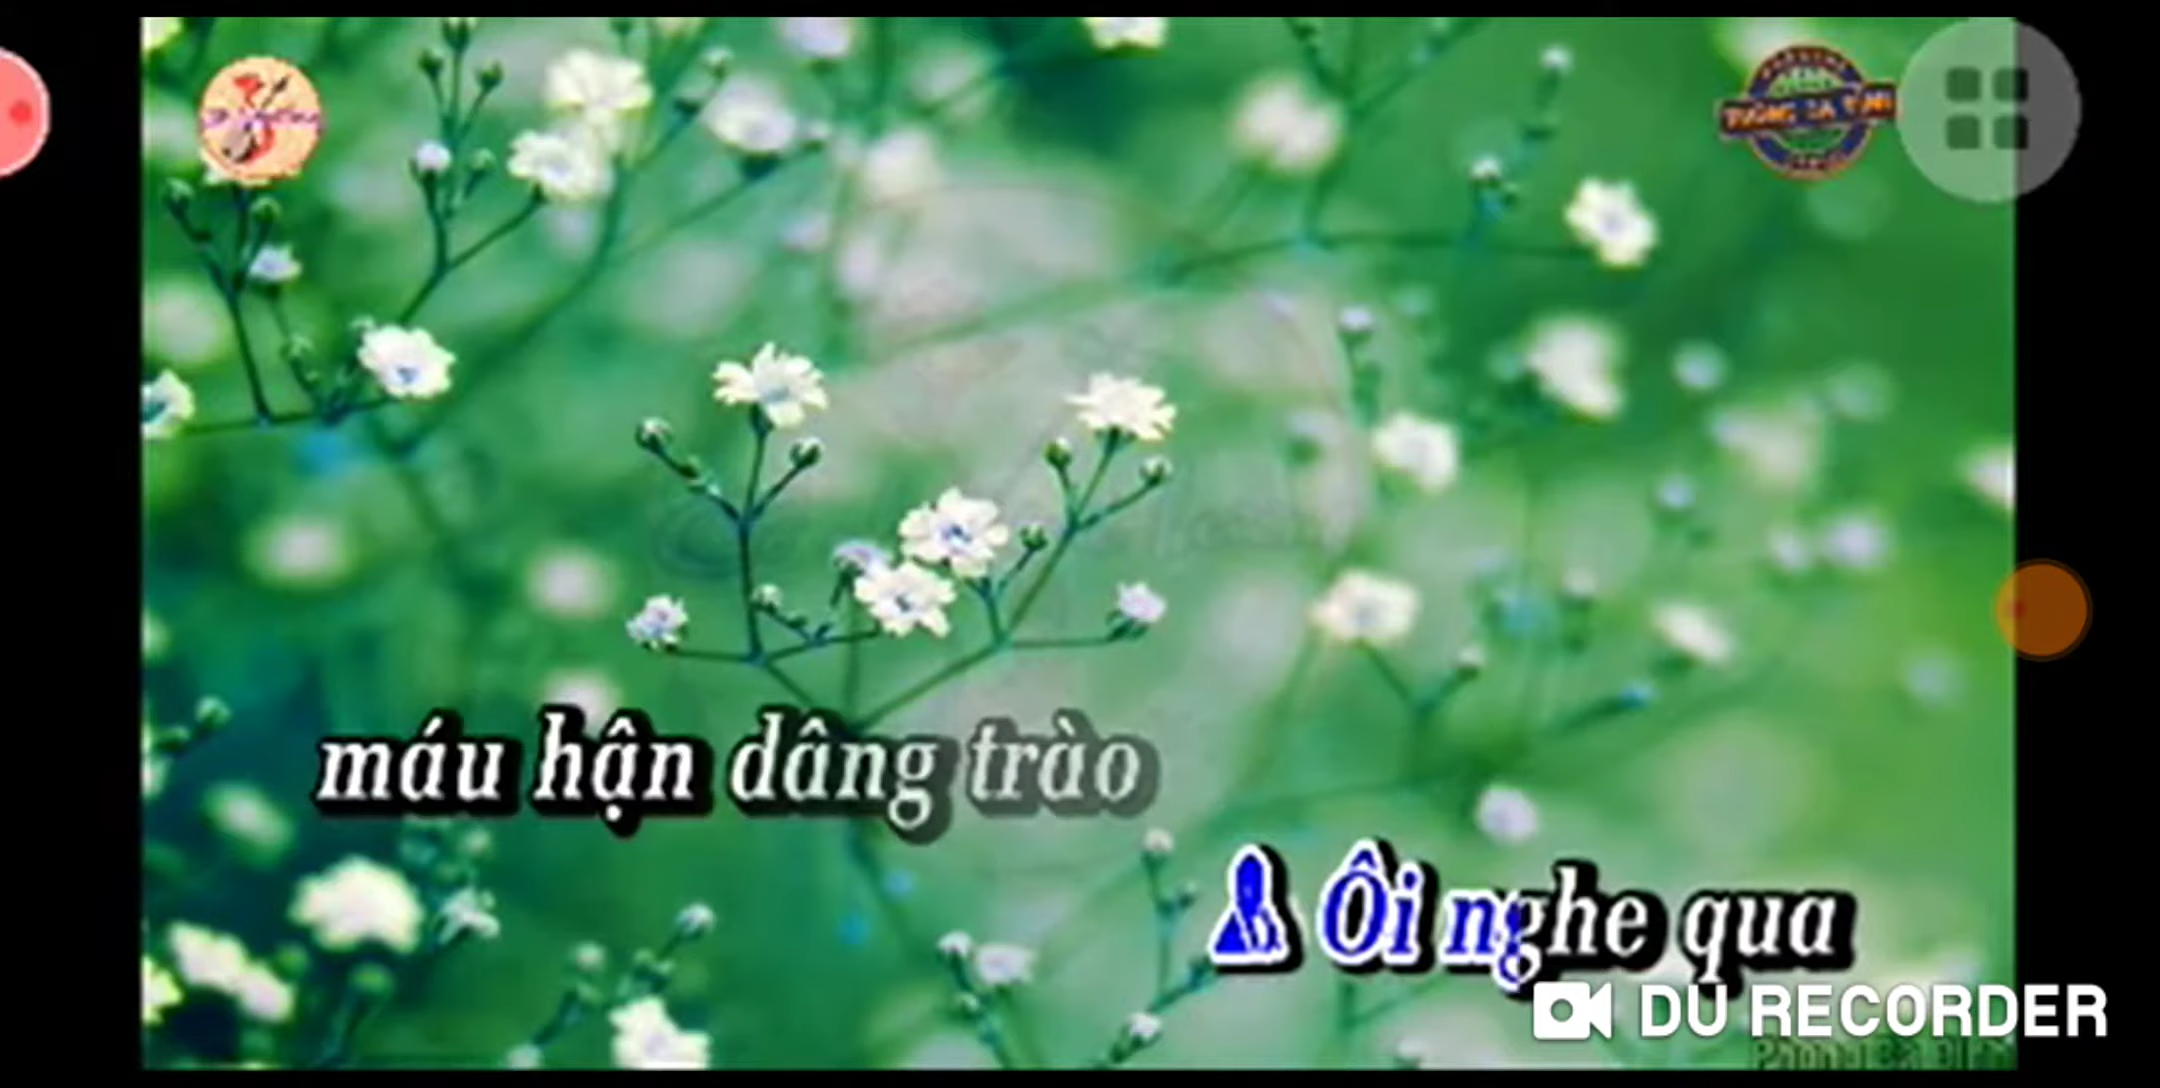 máu hận dâng trào
Ôi nghe qua
DU RECORDER